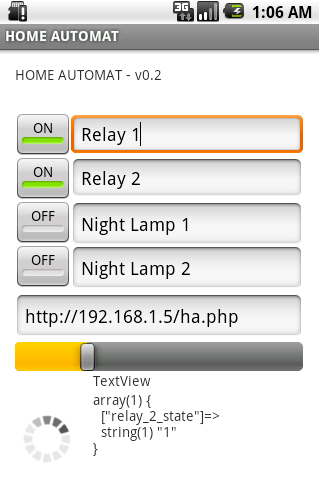 3G 1:06 AM
HOME AUTOMAT
HOME AUTOMAT - v0.2
ON Relay 1
ON Relay 2
OFF Night Lamp 1
OFF Night Lamp 2
http://192.168.1.5/ha.php
TextView
array(1) {
["relay_2_state"]=>
string(1) "1"
}